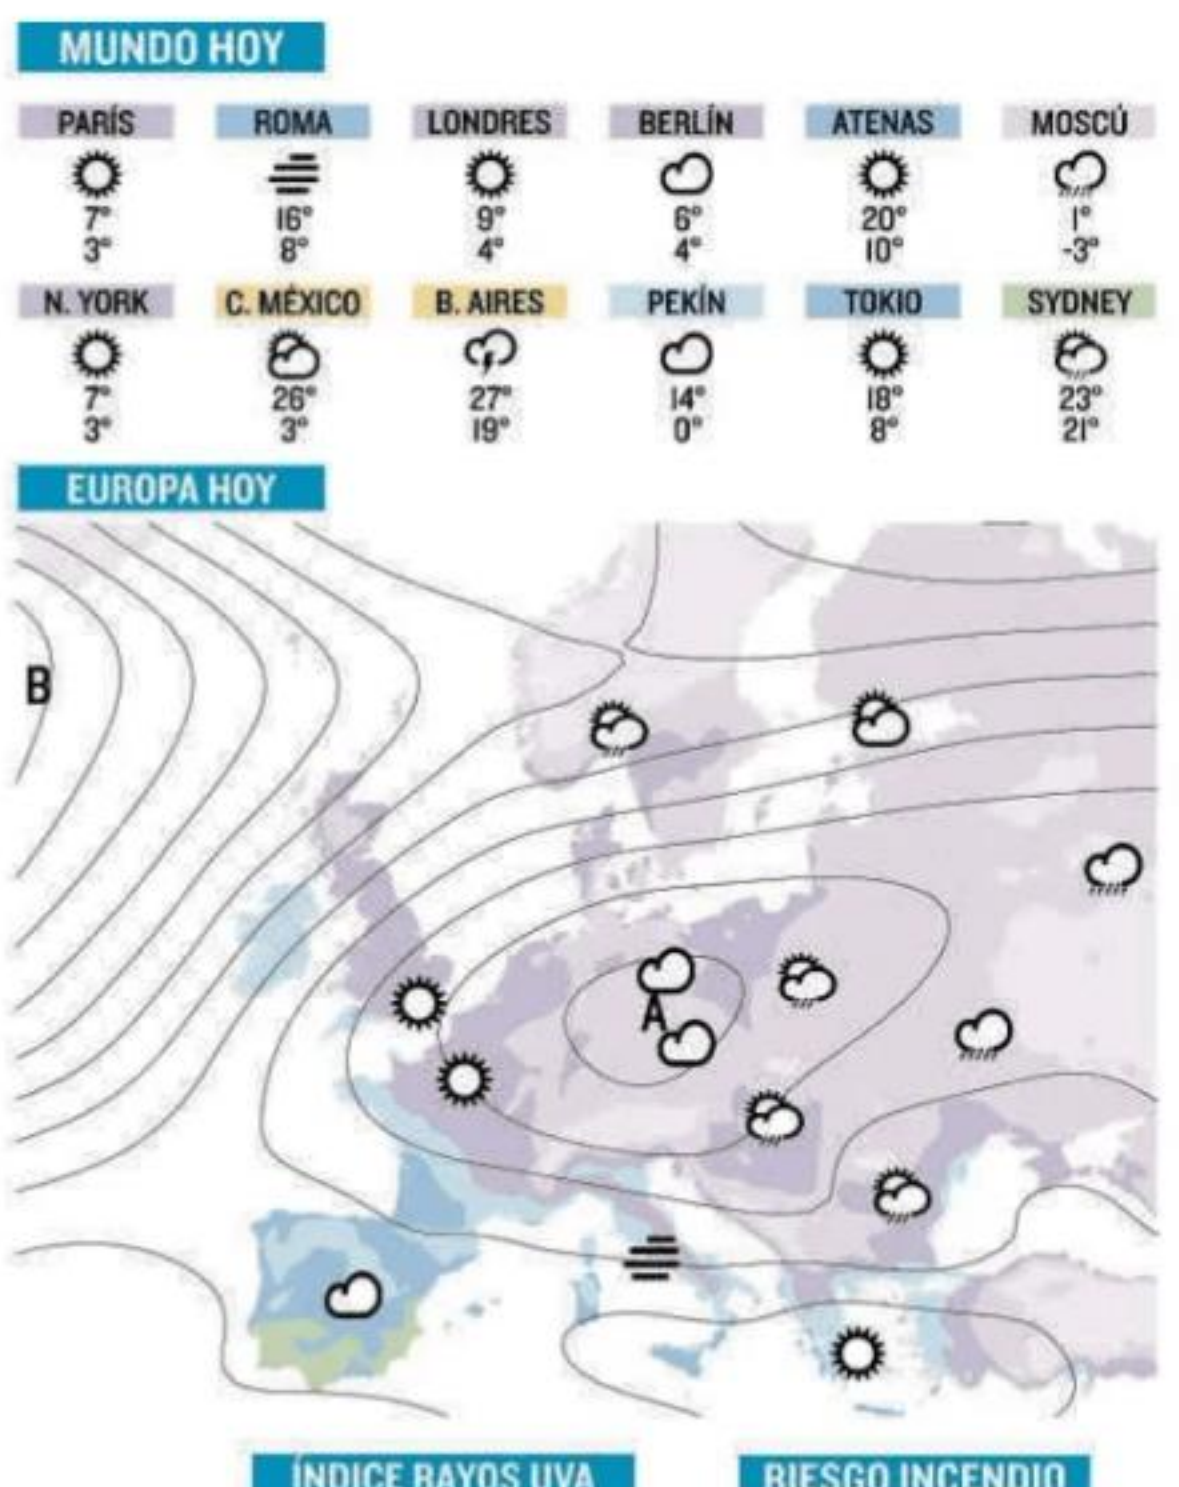 MUNDO HOY
PARÍS ROMA LONDRES BERLÍN ATENAS MOSCÚ
7° 16° 9° 6° 20° 1°
3° 8° 4° 4° 10° -3°
N. YORK C. MÉXICO B. AIRES PEKÍN TOKIO SYDNEY
7° 26° 27° 14° 18° 23°
3° 3° 19° 0° 8° 21°
EUROPA HOY
B
A
ÍNDICE RAYOS UVA RIESGO INCENDIO